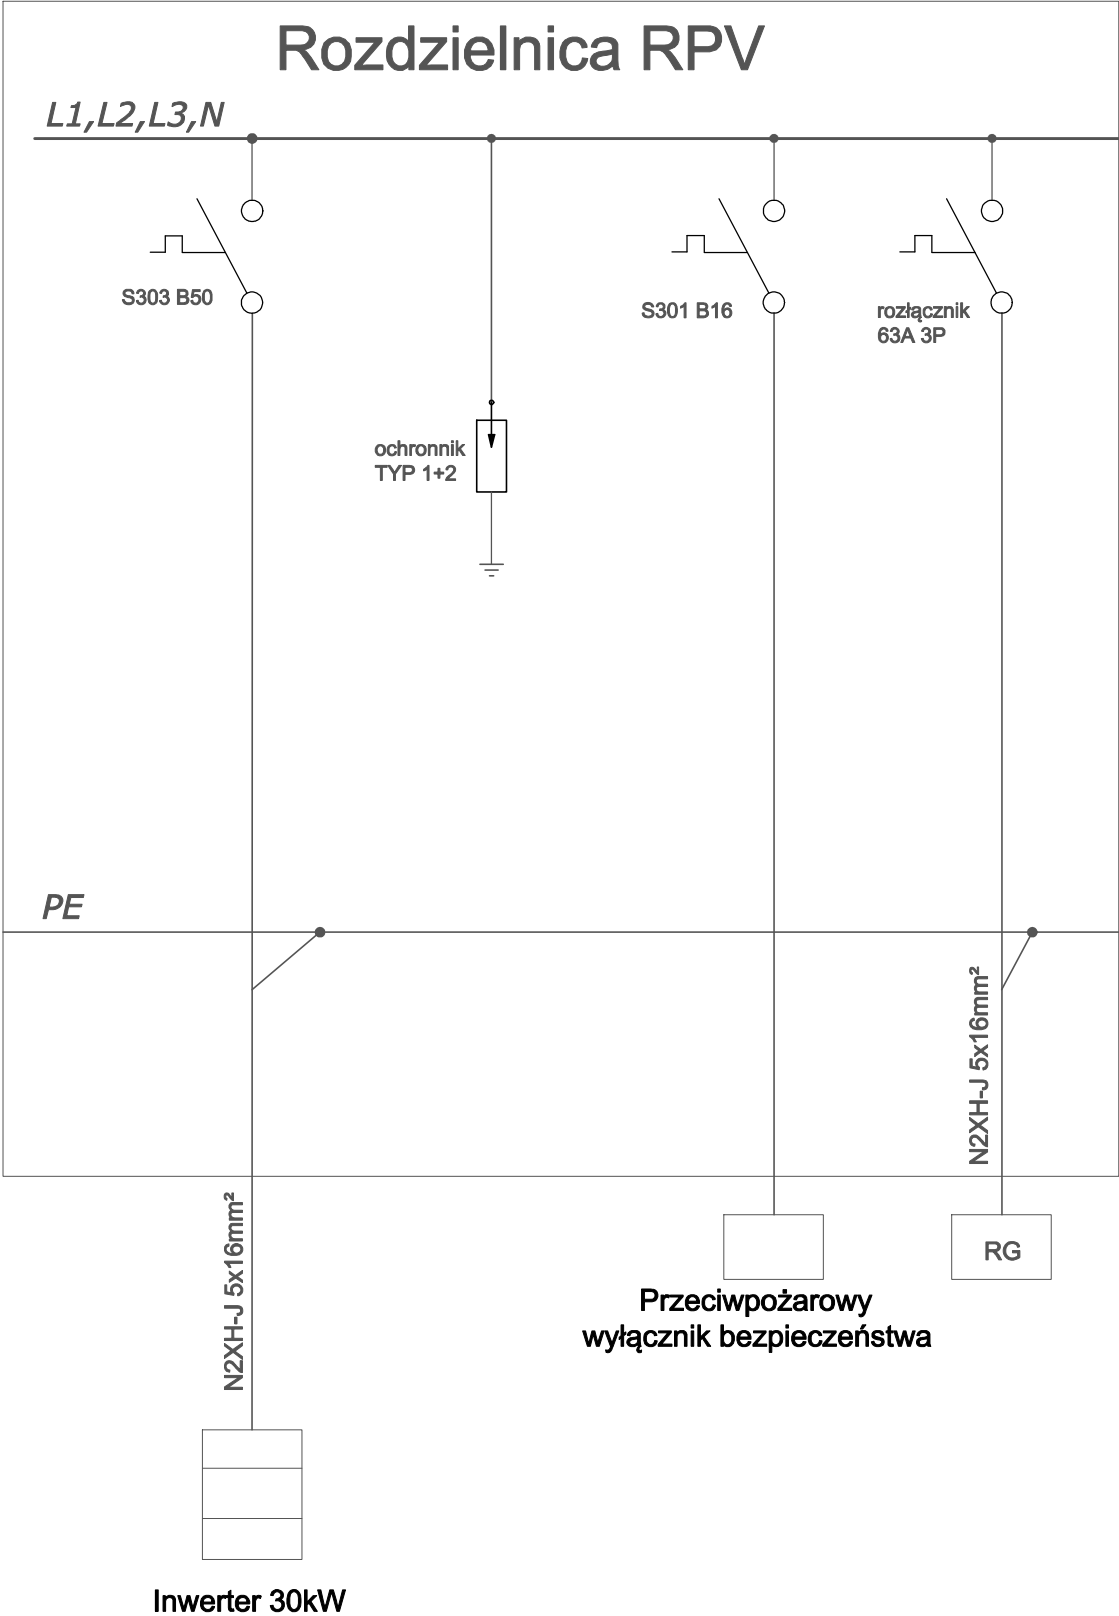 Rozdzielnica RPV
L1,L2,L3,N
S303 B50
S301 B16
rozłącznik
63A 3P
ochronnik
TYP 1+2
PE
N2XH-J 5x16mm²
N2XH-J 5x16mm²
RG
Przeciwpożarowy
wyłącznik bezpieczeństwa
Inwerter 30kW